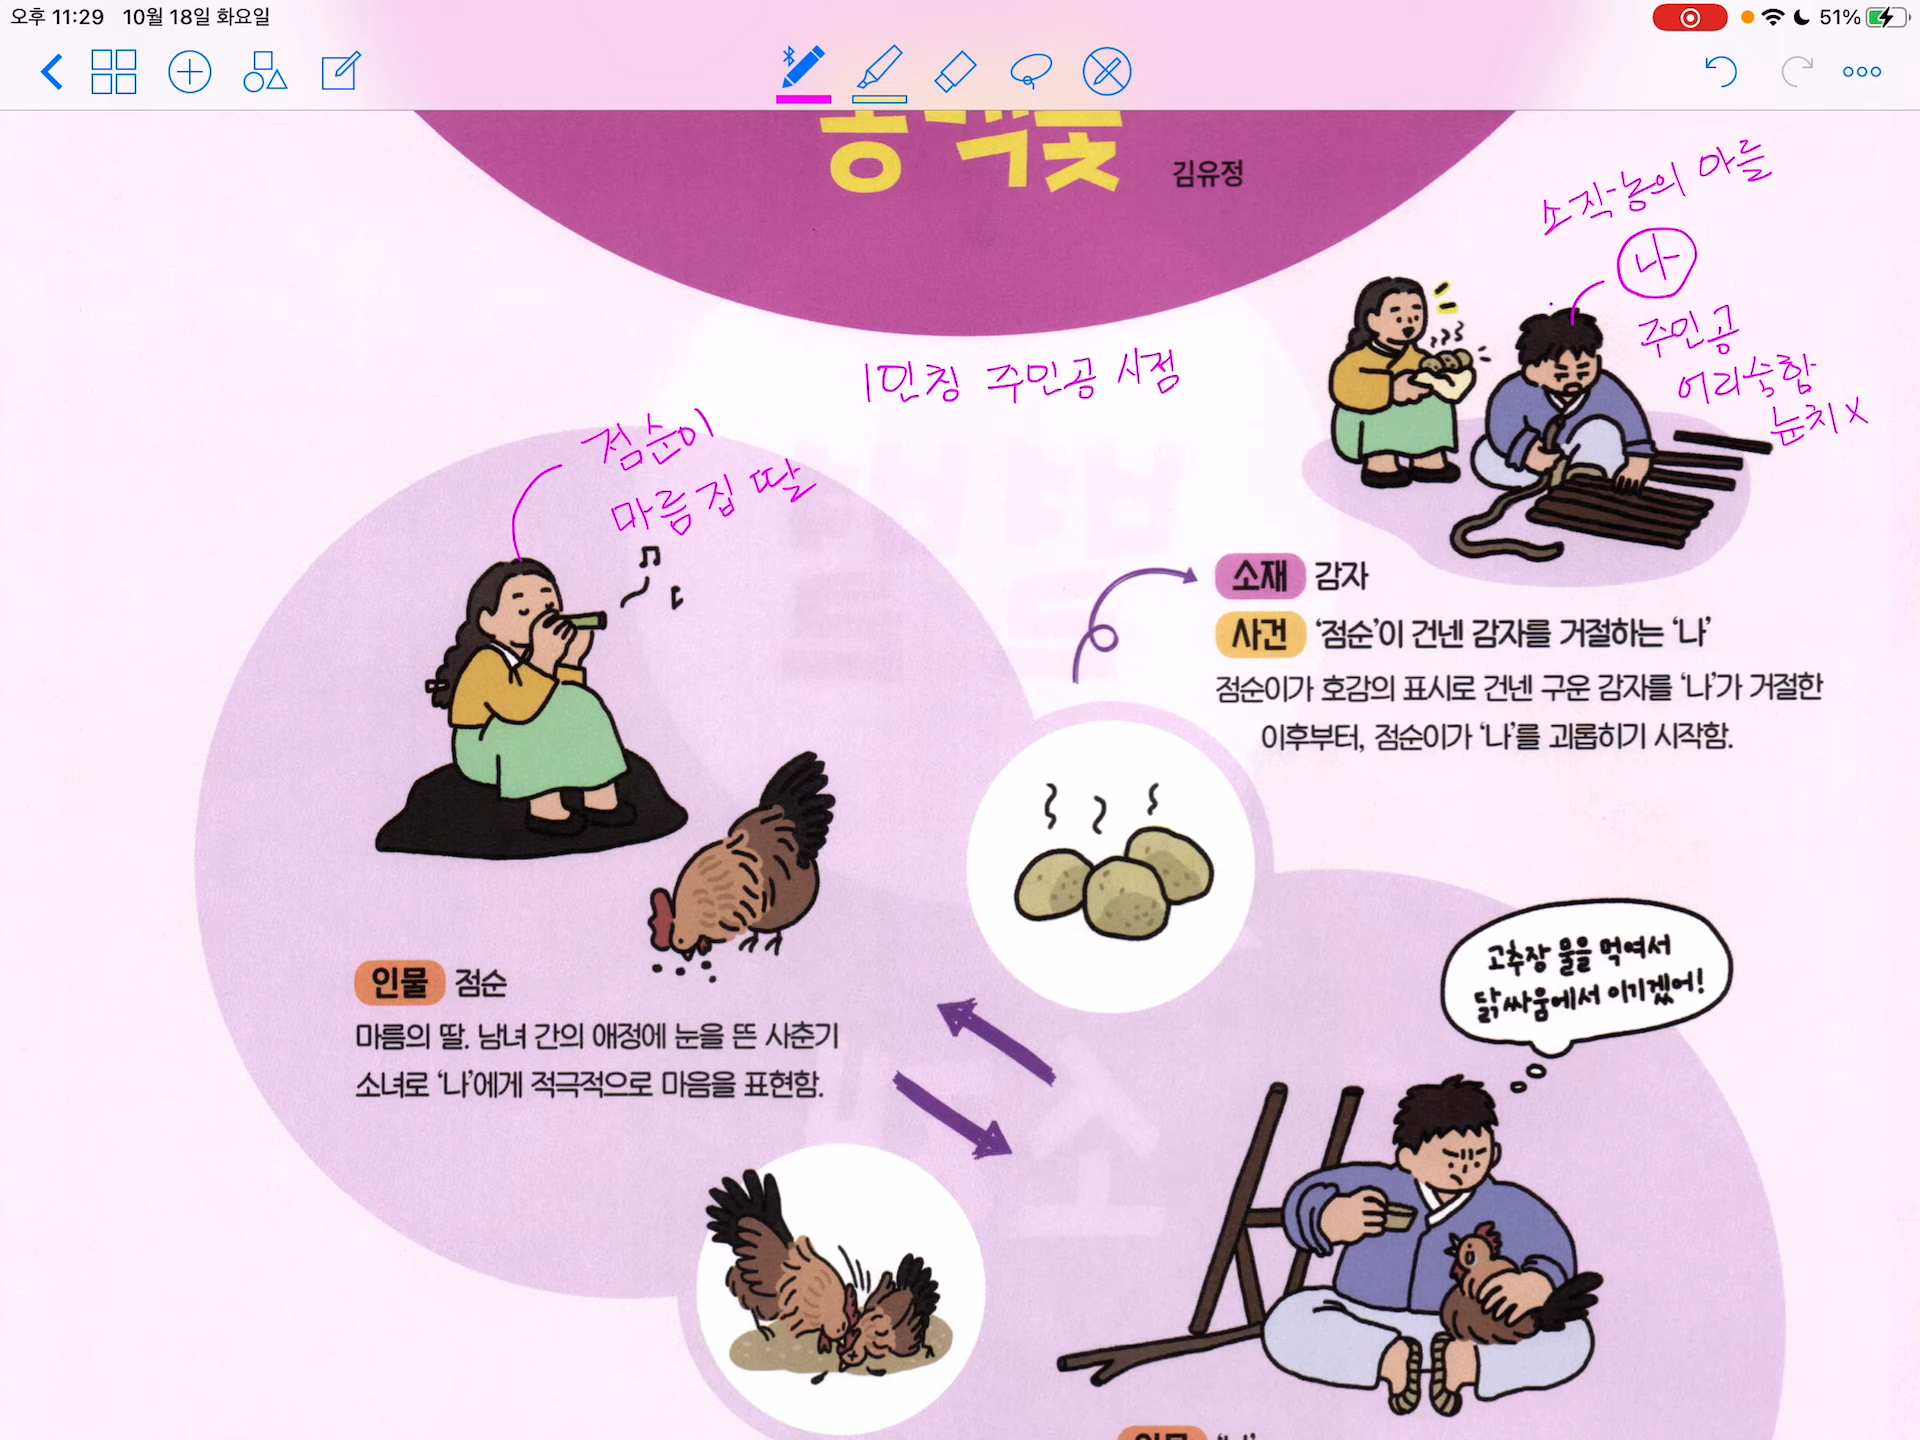 오후 11:29 10월 18일 화요일
51%
동백꽃
김유정
소작농의 아들
나
주인공
어리숙함
눈치 X
1인칭 주인공 시점
점순이
마름집 딸
소재 감자
사건 '점순'이 건넨 감자를 거절하는 '나'
점순이가 호감의 표시로 건넨 구운 감자를 '나'가 거절한
이후부터, 점순이가 '나'를 괴롭히기 시작함.
인물 점순
마름의 딸. 남녀 간의 애정에 눈을 뜬 사춘기
소녀로 '나'에게 적극적으로 마음을 표현함.
고추장 물을 먹여서
닭싸움에서 이기겠어!
인물 '나'